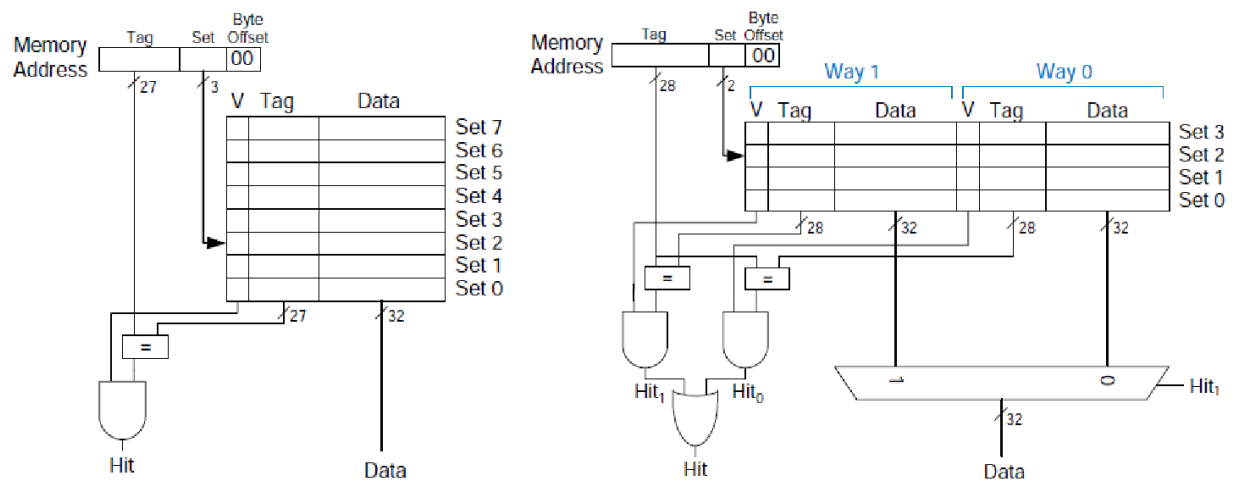 Memory Address
Tag Set Byte Offset
00
27 3
V Tag Data
Set 7
Set 6
Set 5
Set 4
Set 3
Set 2
Set 1
Set 0
27 32
=
Hit Data
Memory Address
Tag Set Byte Offset
00
28 2
Way 1 Way 0
V Tag Data V Tag Data
Set 3
Set 2
Set 1
Set 0
28 32 28 32
= =
Hit1 Hit0
1 0
Hit1
32
Hit Data